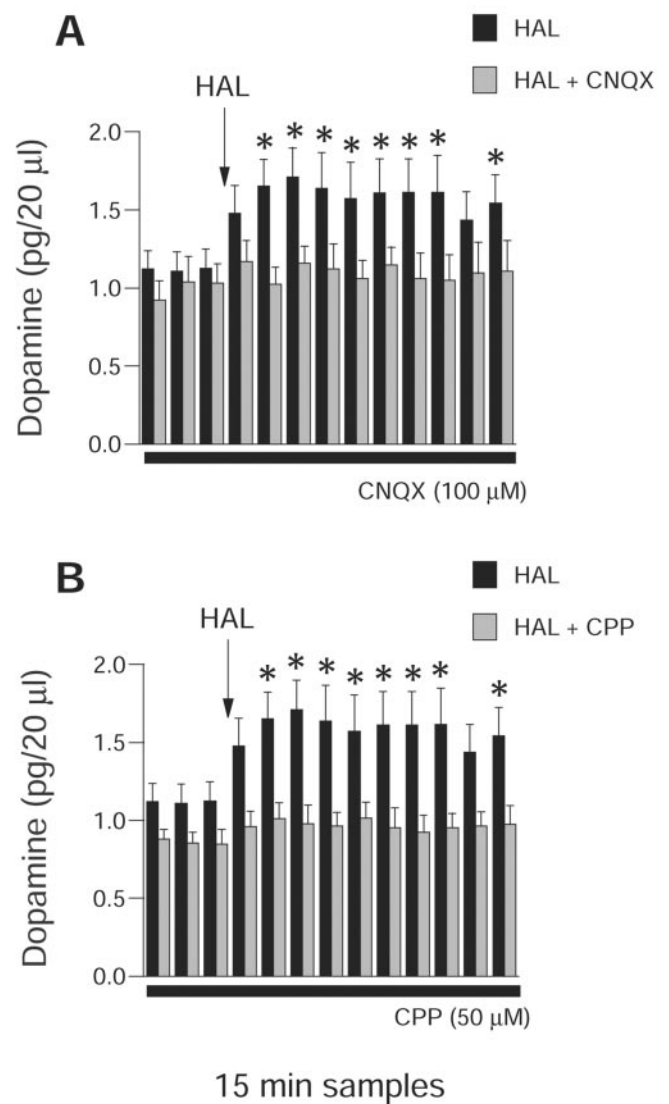 A
HAL
HAL + CNQX
HAL
* * * * * * * *
2.0
1.5
1.0
0.5
0.0
Dopamine (pg/20 μl)
CNQX (100 μM)
B
HAL
HAL + CPP
HAL
* * * * * * * *
2.0
1.5
1.0
0.5
0.0
Dopamine (pg/20 μl)
CPP (50 μM)
15 min samples